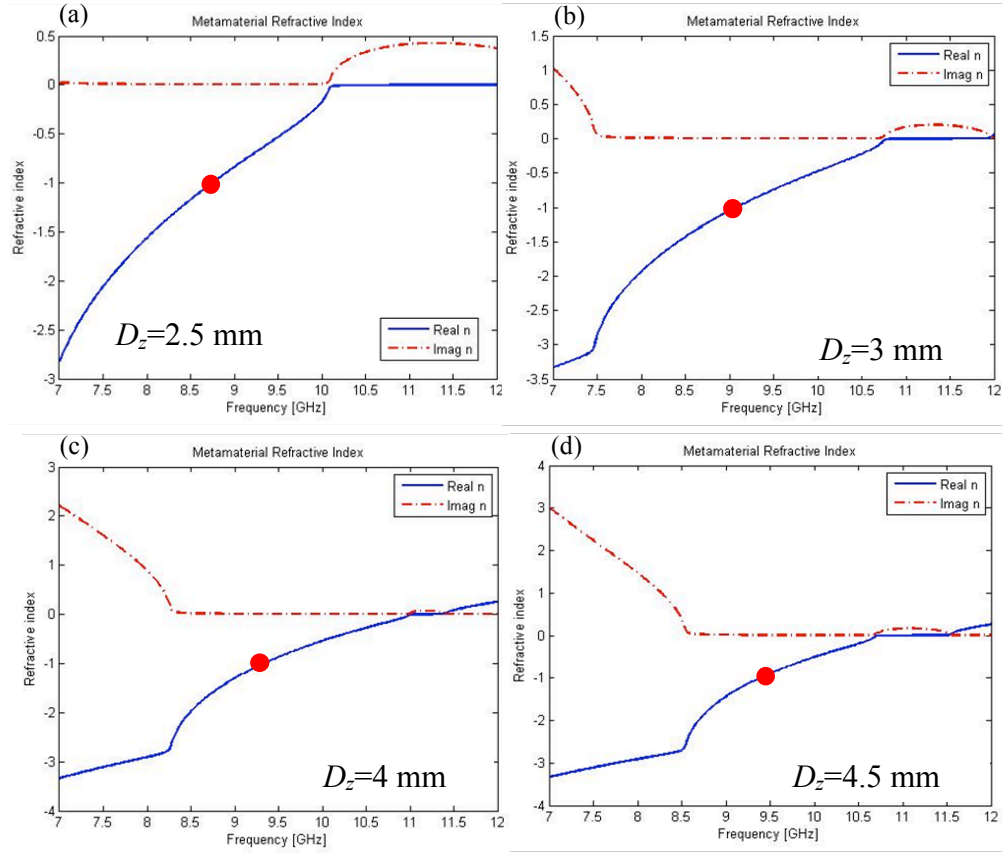 (a)
Metamaterial Refractive Index
0.5
0
-0.5
-1
-1.5
-2
-2.5
-3
Refractive index
Real n
Imag n
Dz=2.5 mm
7 7.5 8 8.5 9 9.5 10 10.5 11 11.5 12
Frequency [GHz]
(b)
Metamaterial Refractive Index
1.5
1
0.5
0
-0.5
-1
-1.5
-2
-2.5
-3
-3.5
Refractive index
Real n
Imag n
Dz=3 mm
7 7.5 8 8.5 9 9.5 10 10.5 11 11.5 12
Frequency [GHz]
(c)
Metamaterial Refractive Index
3
2
1
0
-1
-2
-3
-4
Refractive index
Real n
Imag n
Dz=4 mm
7 7.5 8 8.5 9 9.5 10 10.5 11 11.5 12
Frequency [GHz]
(d)
Metamaterial Refractive Index
4
3
2
1
0
-1
-2
-3
-4
Refractive index
Real n
Imag n
Dz=4.5 mm
7 7.5 8 8.5 9 9.5 10 10.5 11 11.5 12
Frequency [GHz]